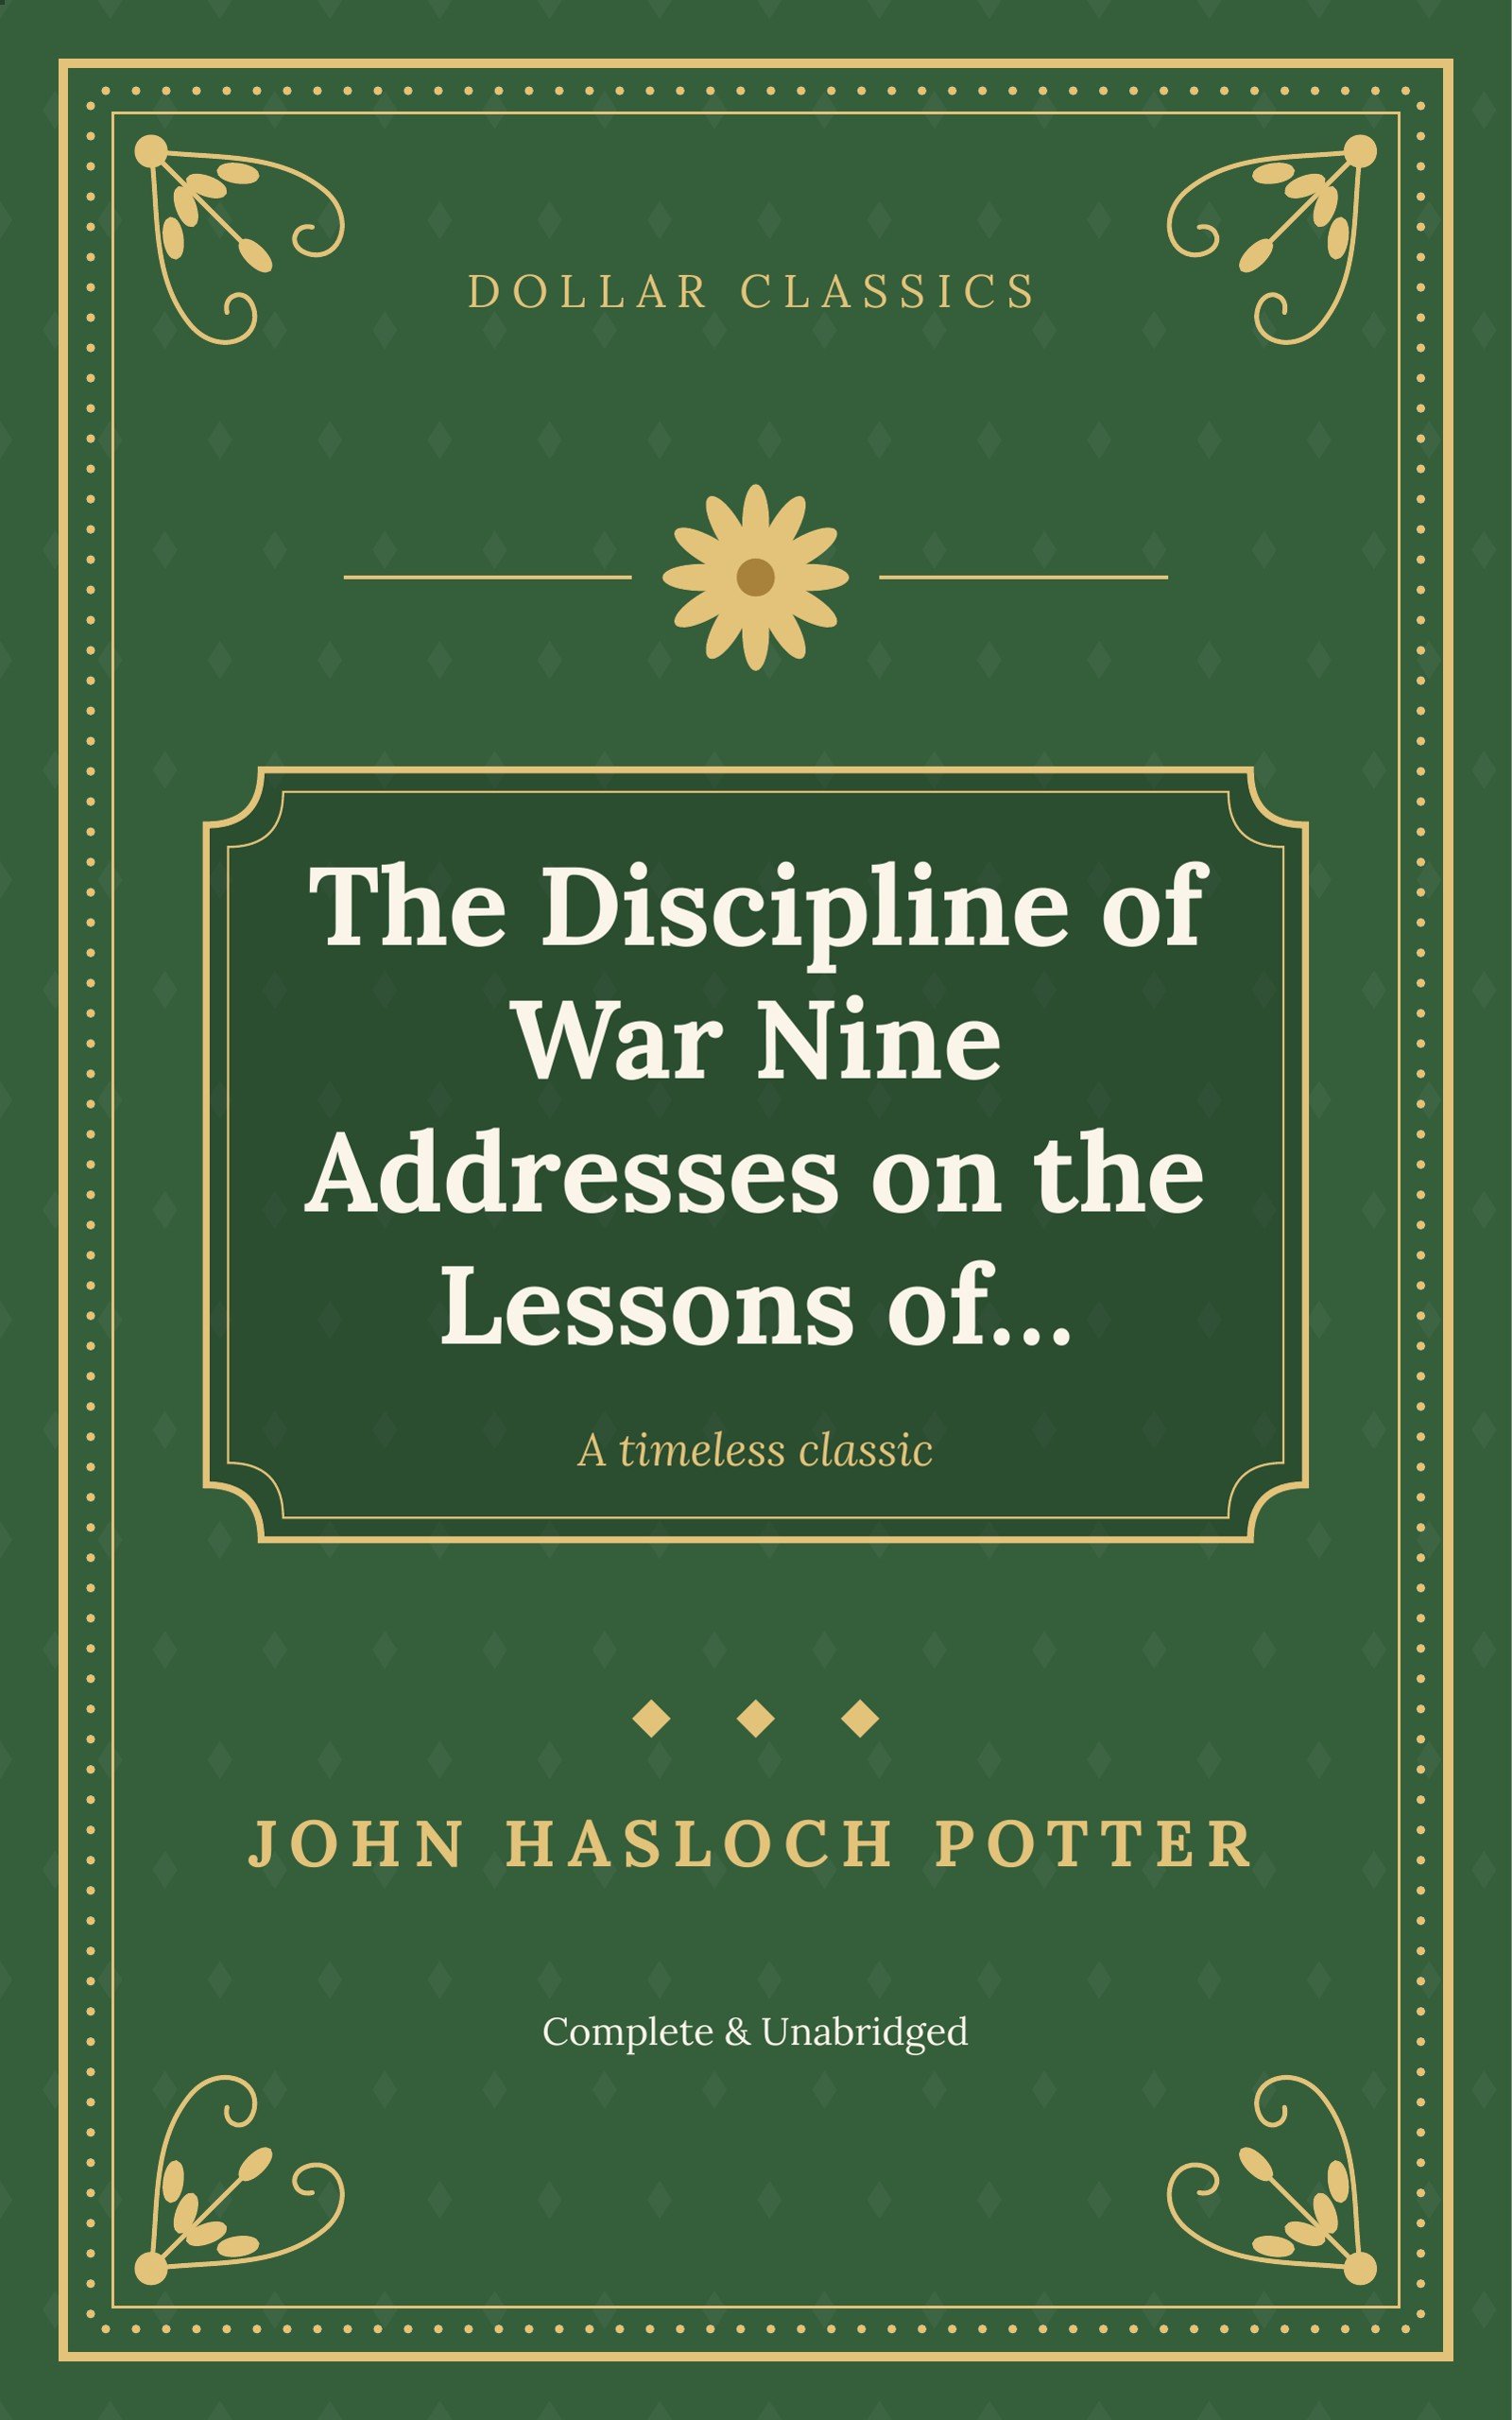 DOLLAR CLASSICS
The Discipline of
War Nine
Addresses on the
Lessons of...
A timeless classic
JOHN HASLOCH POTTER
Complete & Unabridged